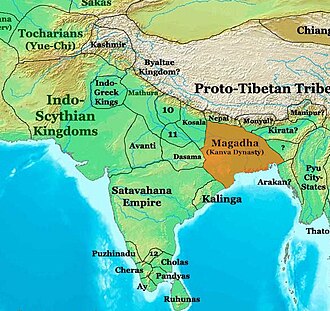 Sakas
Tocharians
(Yue-Chi)
Chiang
Kashmir
Byaltae
Kingdom?
Proto-Tibetan Tribe
Indo-
Greek
Kings
Mathura
Indo-
Scythian
Kingdoms
10
Kosala
Nepal
Monyul?
Manipur?
Kirata?
11
Magadha
(Kanva Dynasty)
?
Avanti
Dasarna
Pyu
City-
States
Arakan?
Satavahana
Empire
Kalinga
Thato
Puzhinadu
12
Cholas
Cheras
Pandyas
Ay
Ruhunas